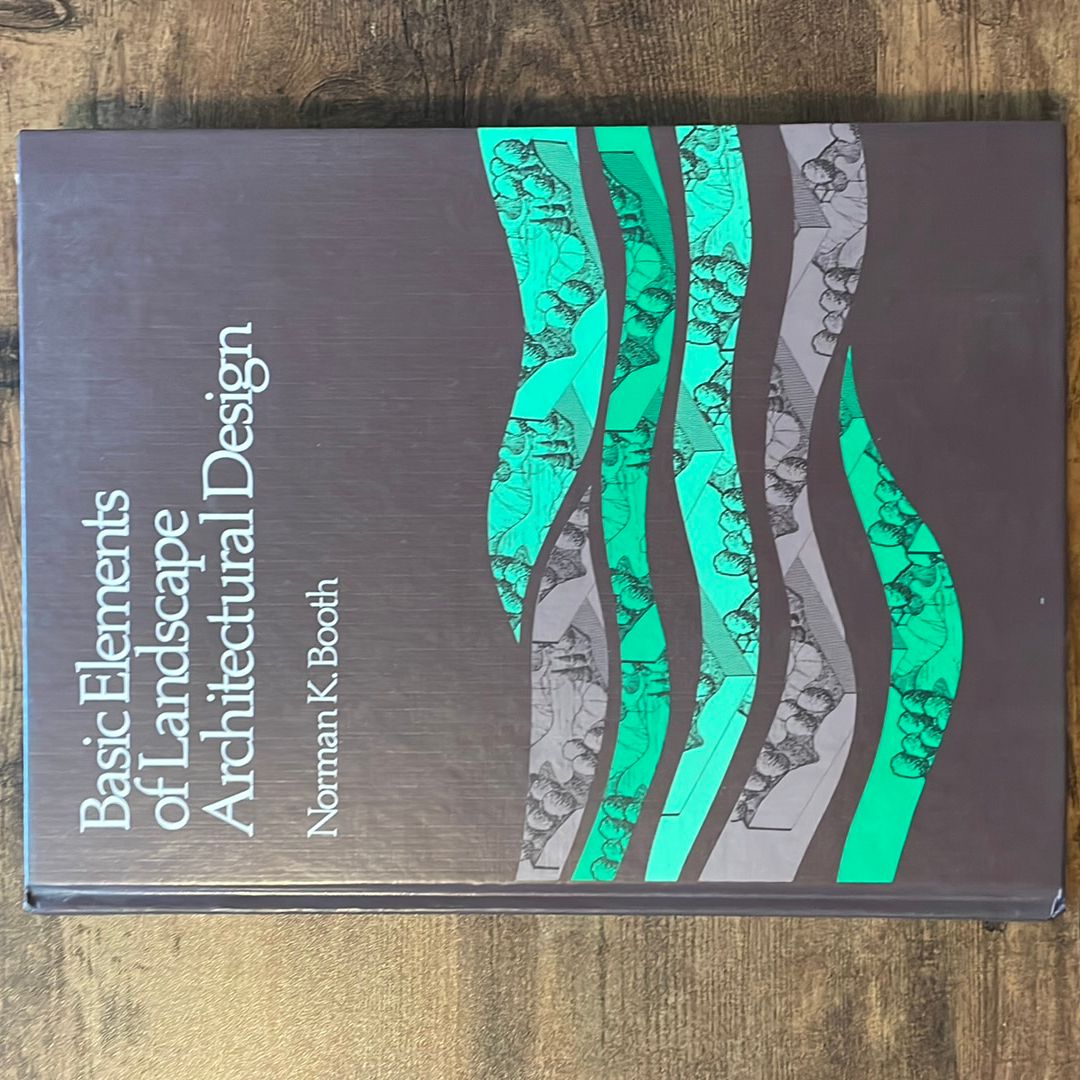 Basic Elements
of Landscape
Architectural Design
Norman K. Booth